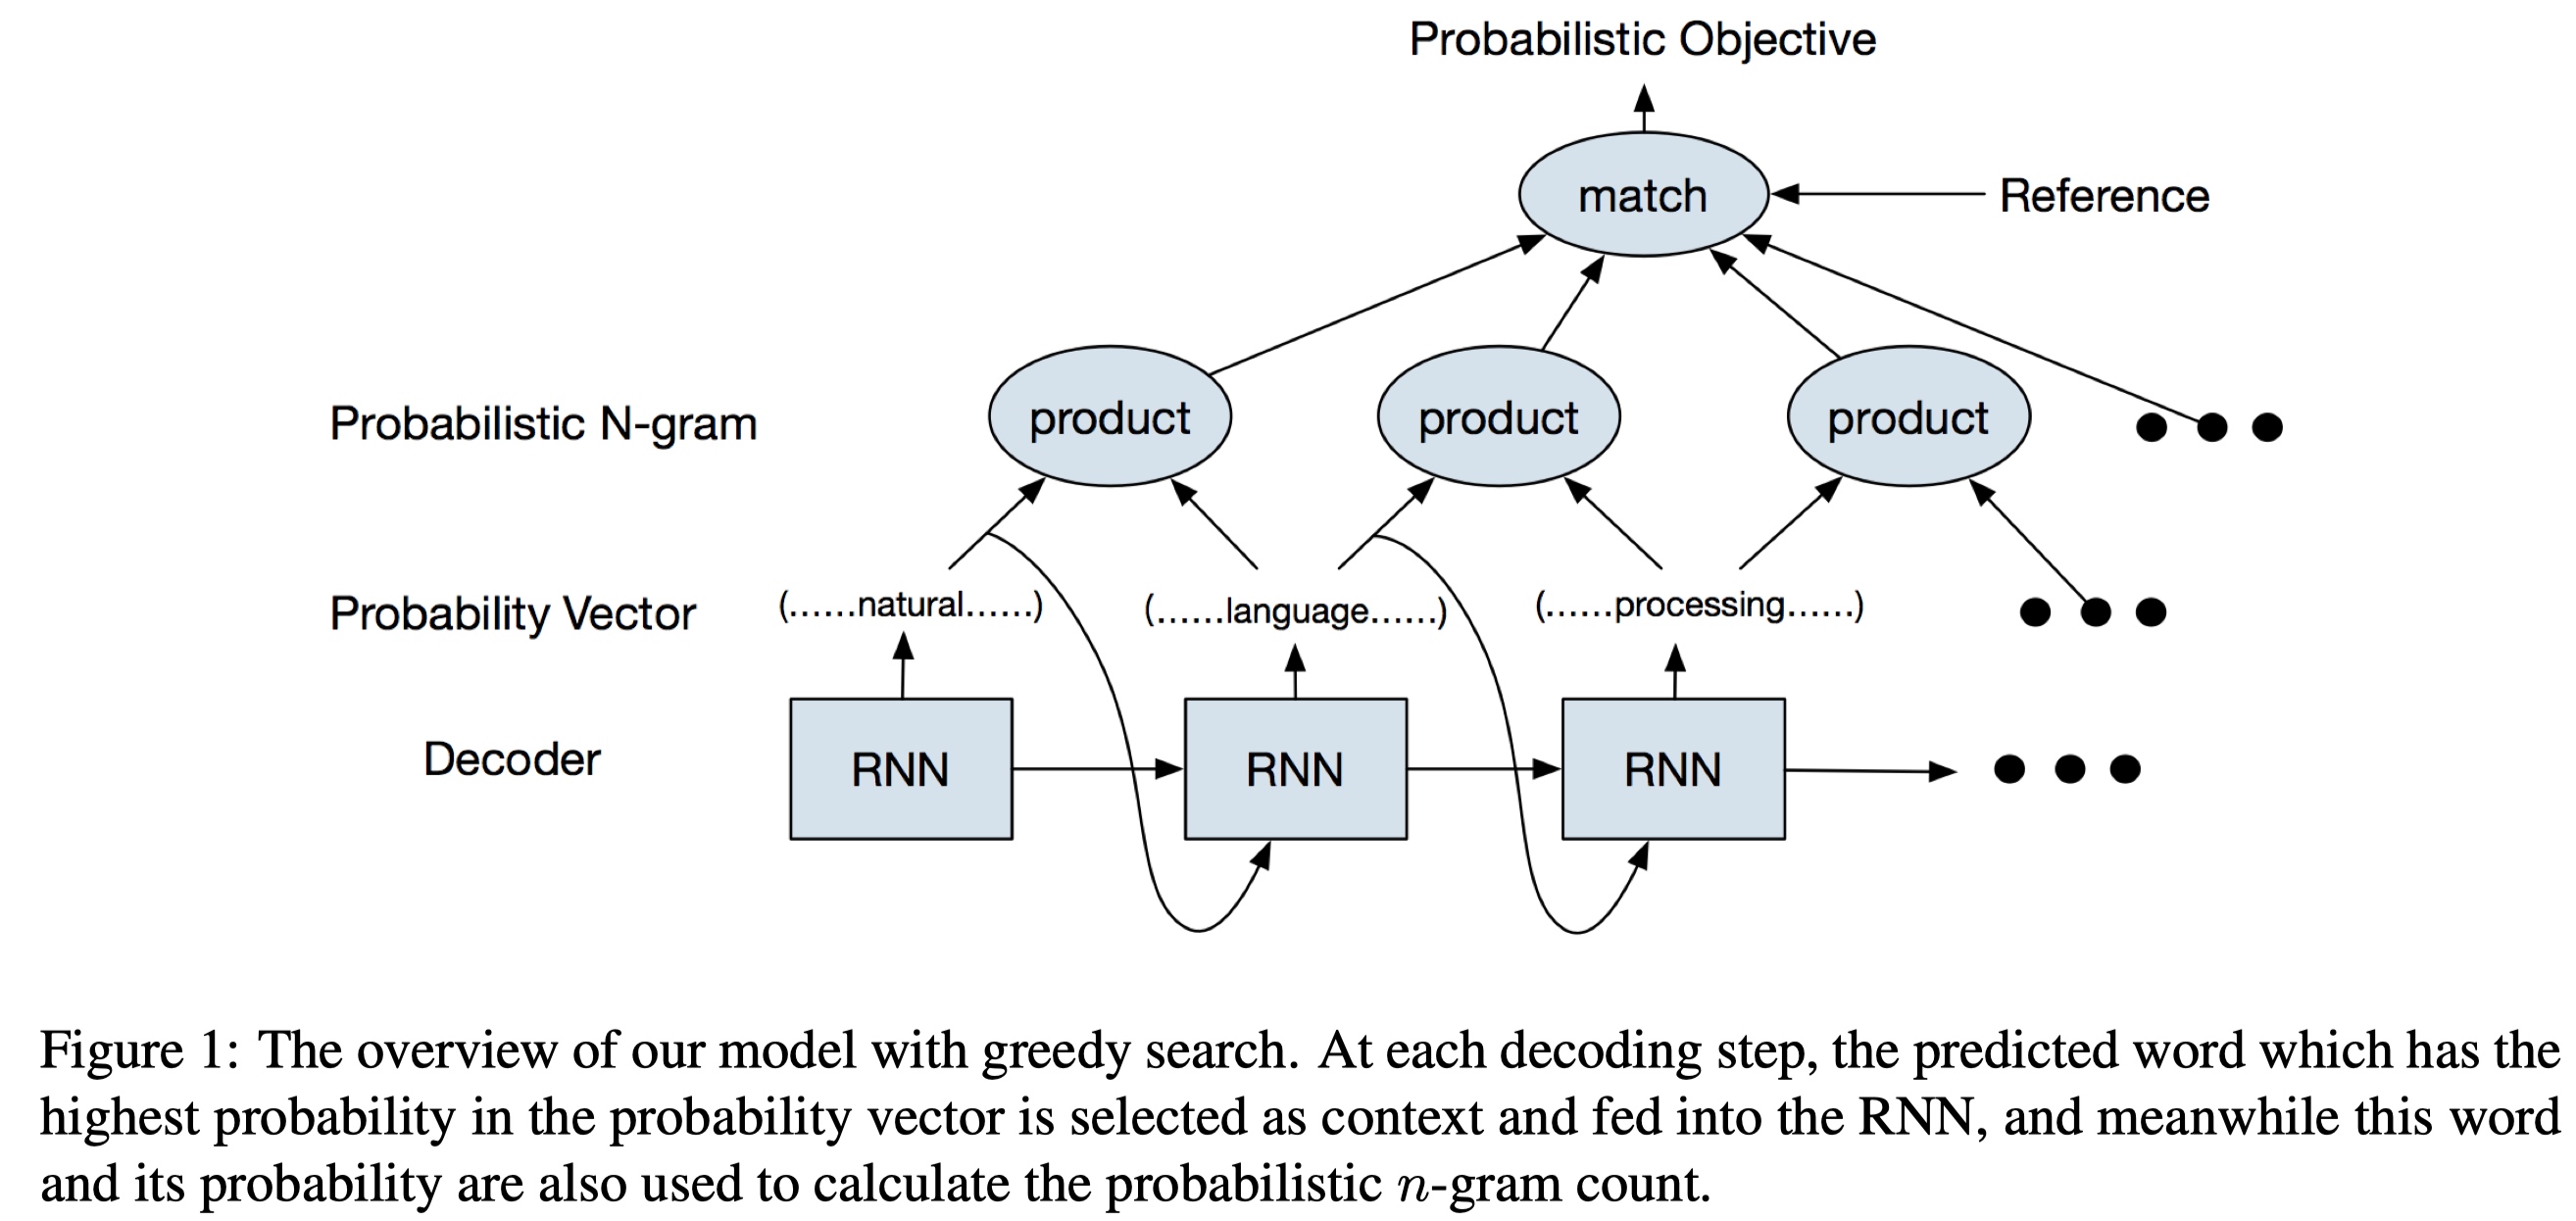 Probabilistic Objective
match
Reference
Probabilistic N-gram
product
product
product
Probability Vector
(......natural......)
(......language......)
(......processing......)
Decoder
RNN
RNN
RNN
Figure 1: The overview of our model with greedy search. At each decoding step, the predicted word which has the
highest probability in the probability vector is selected as context and fed into the RNN, and meanwhile this word
and its probability are also used to calculate the probabilistic n-gram count.